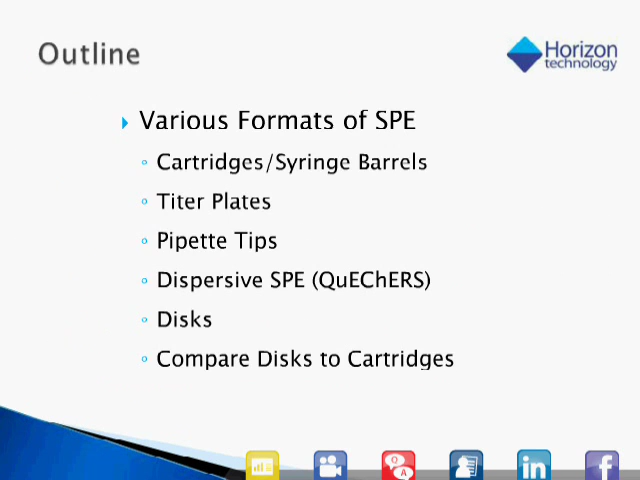 Outline
Horizon
technology
Various Formats of SPE
Cartridges/Syringe Barrels
Titer Plates
Pipette Tips
Dispersive SPE (QuEChERS)
Disks
Compare Disks to Cartridges
Q
A
in
f